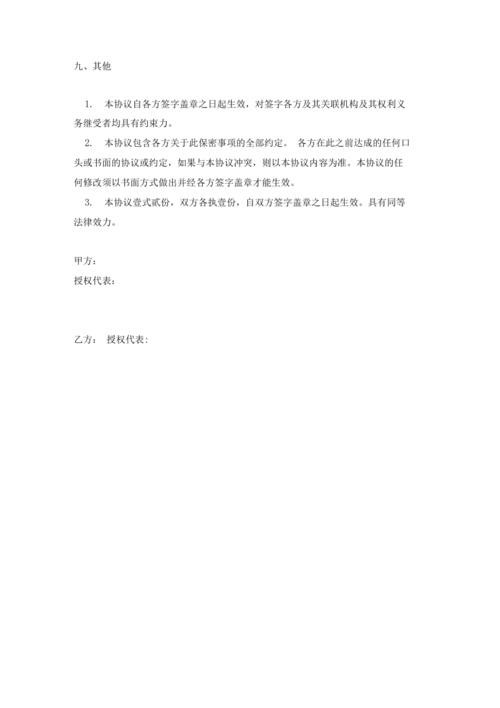 九、其他
1. 本协议自各方签字盖章之日起生效，对签字各方及其关联机构及其权利义
务继受者均具有约束力。
2. 本协议包含各方关于此保密事项的全部约定。 各方在此之前达成的任何口
头或书面的协议或约定，如果与本协议冲突，则以本协议内容为准。本协议的任
何修改须以书面方式做出并经各方签字盖章才能生效。
3. 本协议壹式贰份，双方各执壹份，自双方签字盖章之日起生效。具有同等
法律效力。
甲方：
授权代表：
乙方： 授权代表: